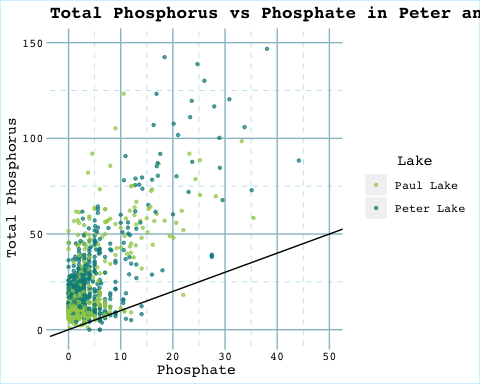 Total Phosphorus vs Phosphate in Peter an
150
100
50
0
0 10 20 30 40 50
Total Phosphorus
Phosphate
Lake
Paul Lake
Peter Lake